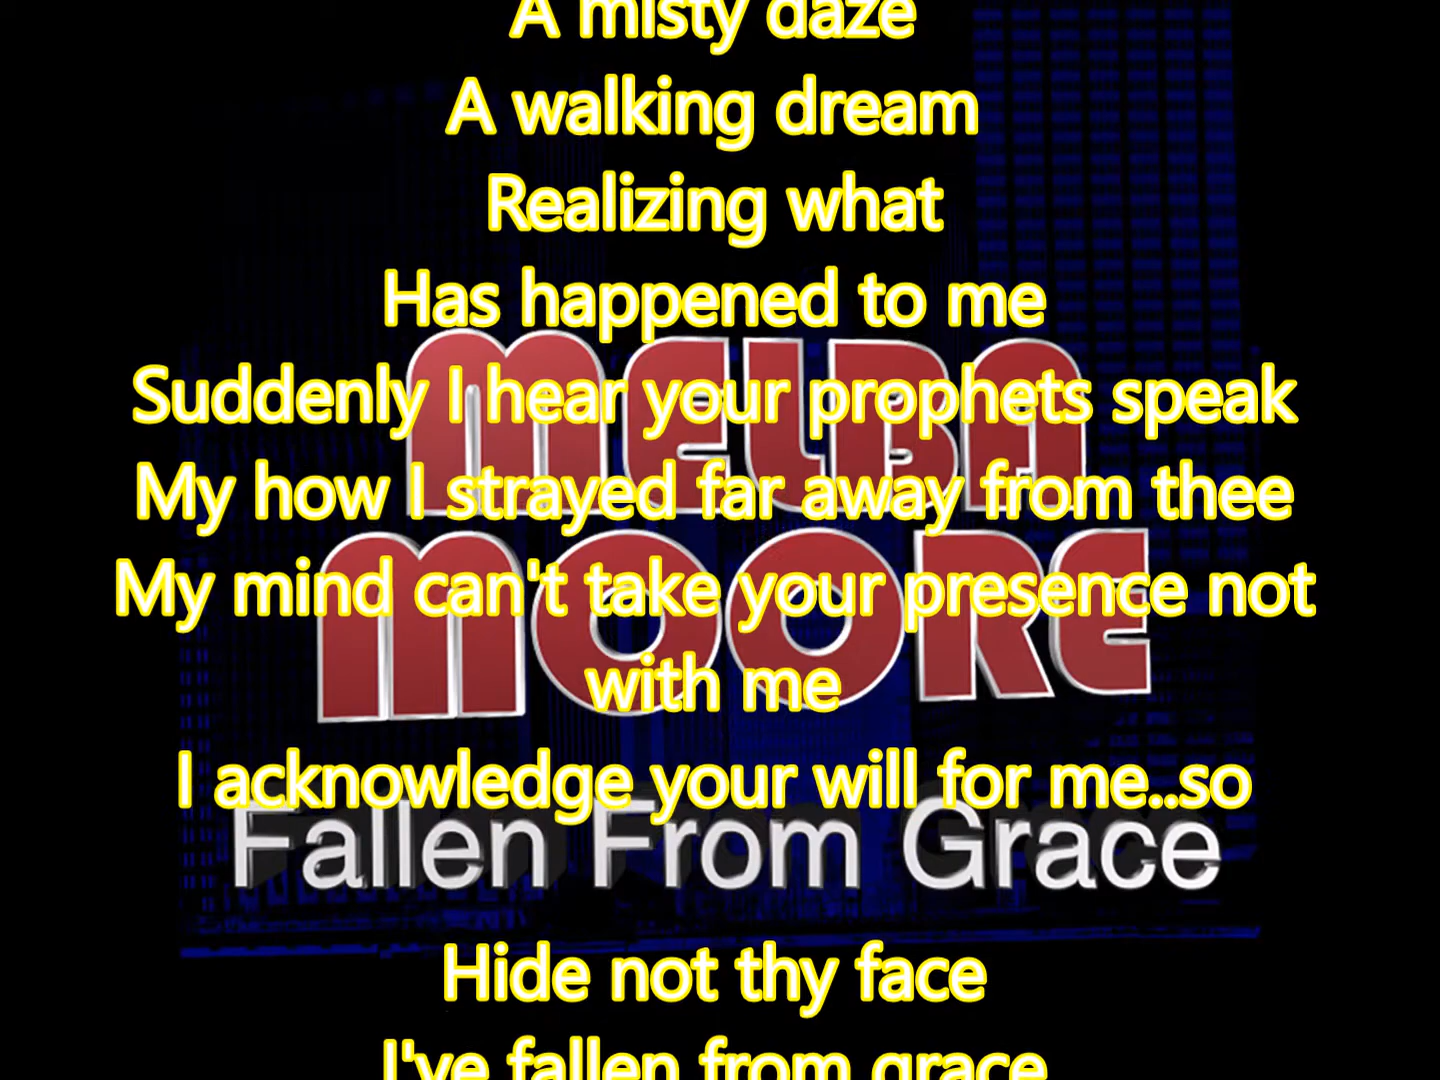 A misty daze
A walking dream
Realizing what
Has happened to me
Suddenly I hear your prophets speak
My how I strayed far away from thee
My mind can't take your presence not
with me
I acknowledge your will for me..so
Hide not thy face
I've fallen from grace
MELBA
MOORE
Fallen From Grace